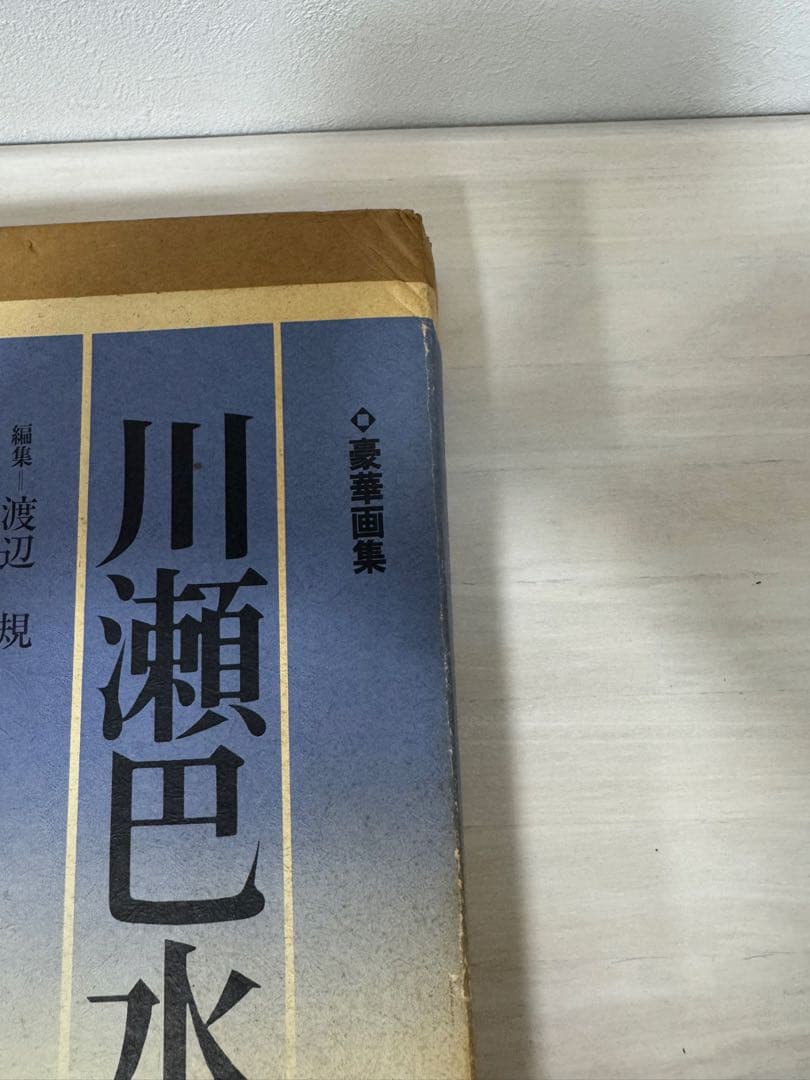 豪華画集
川瀬巴水
編集=渡辺 規